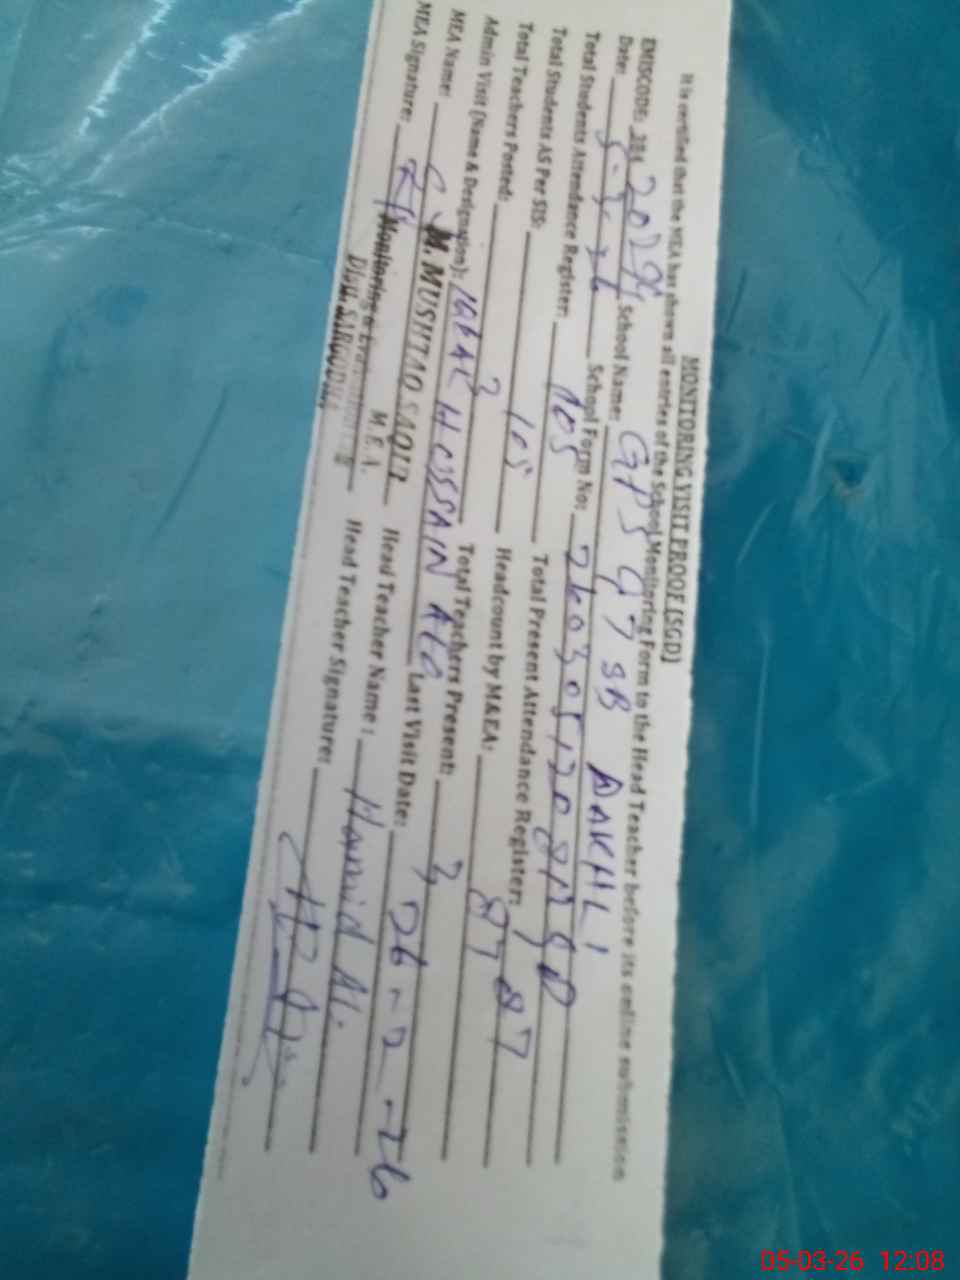 MONITORING VISIT PROOF (SGD)
It is certified that the MEA has shown all entries of the School Monitoring Form to the Head Teacher before its online submission
EMISCODE: 384 School Name: GPS 97 SB DAKHLI
Date: 5-3-26 School Form No:
Total Students Attendance Register: 105 Total Present Attendance Register: 87
Total Students AS Per SIS: 105 Headcount by M&EA: 87
Total Teachers Posted: 3 Total Teachers Present: 3
Admin Visit (Name & Designation): HUSSAIN AEO Last Visit Date: 26-2-26
MEA Name: M. MUSHTAQ Head Teacher Name: Hamid Ali
MEA Signature: M.E.A. Head Teacher Signature:
Monitoring &
Distt. SARGODHA
05-03-26 12:08